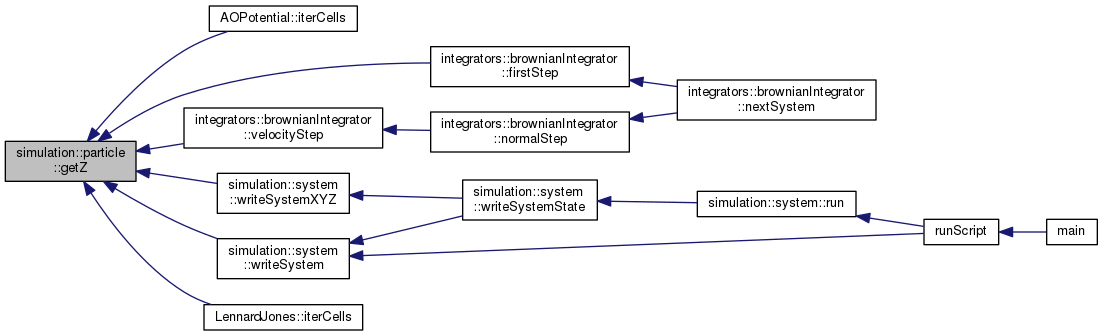 AOPotential::iterCells
integrators::brownianIntegrator
::firstStep
integrators::brownianIntegrator
::nextSystem
integrators::brownianIntegrator
::velocityStep
integrators::brownianIntegrator
::normalStep
simulation::particle
::getZ
simulation::system
::writeSystemXYZ
simulation::system
::writeSystemState
simulation::system::run
runScript
main
simulation::system
::writeSystem
LennardJones::iterCells